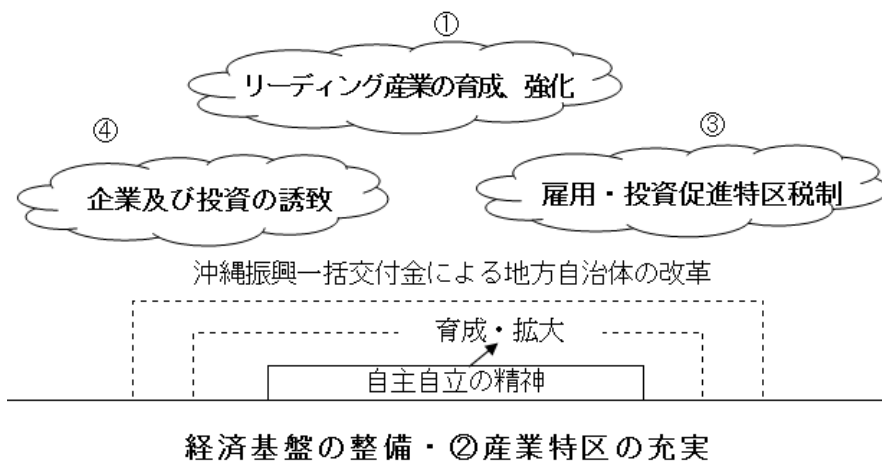 ①
リーディング産業の育成、強化
④
③
企業及び投資の誘致
雇用・投資促進特区税制
沖縄振興一括交付金による地方自治体の改革
育成・拡大
自主自立の精神
経済基盤の整備・②産業特区の充実